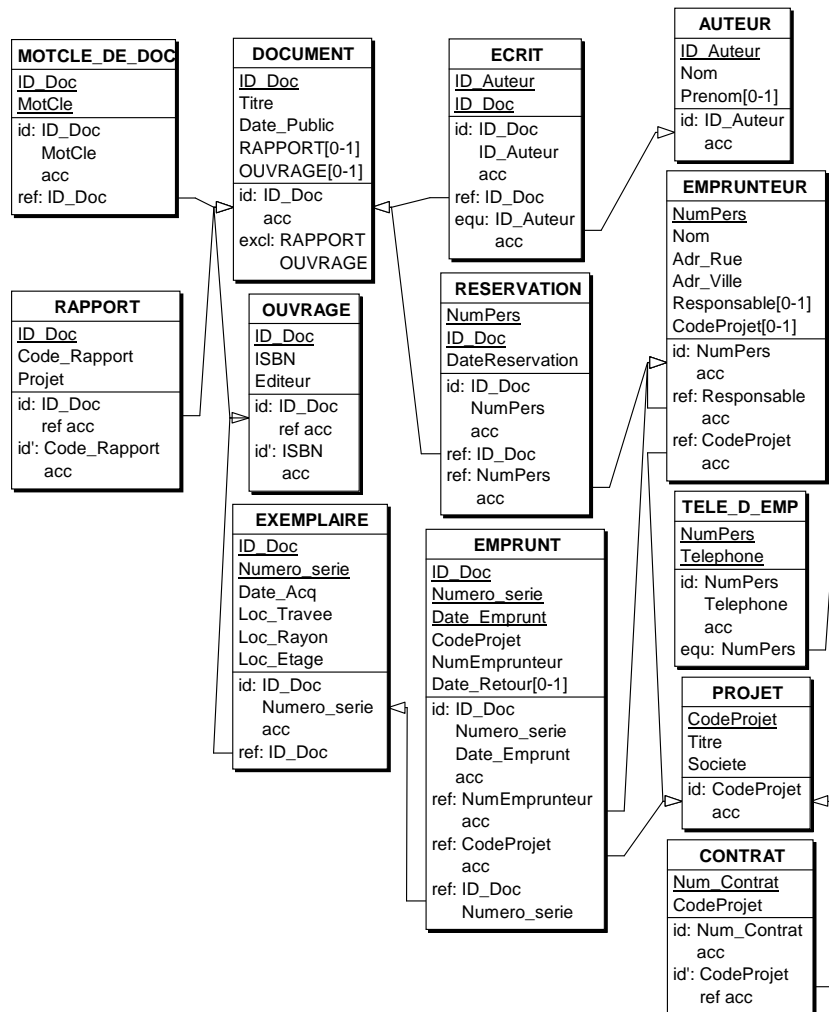 MOTCLE_DE_DOC
ID_Doc
MotCle
id: ID_Doc
MotCle
acc
ref: ID_Doc
DOCUMENT
ID_Doc
Titre
Date_Public
RAPPORT[0-1]
OUVRAGE[0-1]
id: ID_Doc
acc
excl: RAPPORT
OUVRAGE
ECRIT
ID_Auteur
ID_Doc
id: ID_Doc
ID_Auteur
acc
ref: ID_Doc
equ: ID_Auteur
acc
AUTEUR
ID_Auteur
Nom
Prenom[0-1]
id: ID_Auteur
acc
EMPRUNTEUR
NumPers
Nom
Adr_Rue
Adr_Ville
Responsable[0-1]
CodeProjet[0-1]
id: NumPers
acc
ref: Responsable
acc
ref: CodeProjet
acc
RAPPORT
ID_Doc
Code_Rapport
Projet
id: ID_Doc
ref acc
id': Code_Rapport
acc
OUVRAGE
ID_Doc
ISBN
Editeur
id: ID_Doc
ref acc
id': ISBN
acc
RESERVATION
NumPers
ID_Doc
DateReservation
id: ID_Doc
NumPers
acc
ref: ID_Doc
ref: NumPers
acc
TELE_D_EMP
NumPers
Telephone
id: NumPers
Telephone
acc
equ: NumPers
EXEMPLAIRE
ID_Doc
Numero_serie
Date_Acq
Loc_Travee
Loc_Rayon
Loc_Etage
id: ID_Doc
Numero_serie
acc
ref: ID_Doc
EMPRUNT
ID_Doc
Numero_serie
Date_Emprunt
CodeProjet
NumEmprunteur
Date_Retour[0-1]
id: ID_Doc
Numero_serie
Date_Emprunt
acc
ref: NumEmprunteur
acc
ref: CodeProjet
acc
ref: ID_Doc
Numero_serie
PROJET
CodeProjet
Titre
Societe
id: CodeProjet
acc
CONTRAT
Num_Contrat
CodeProjet
id: Num_Contrat
acc
id': CodeProjet
ref acc